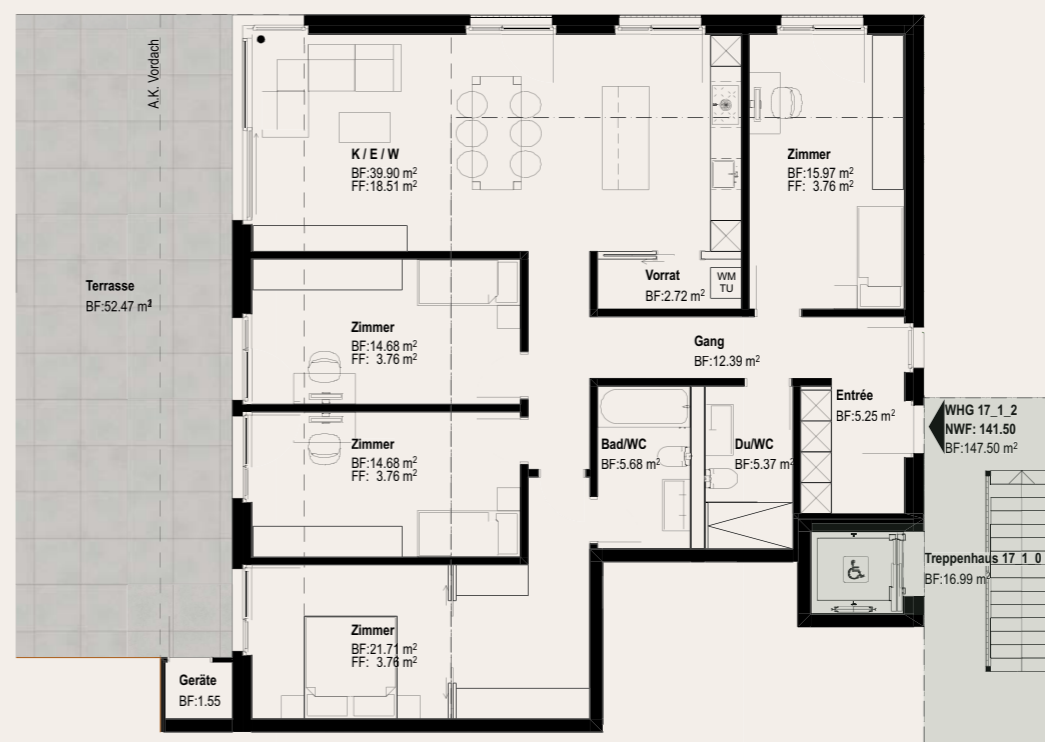 A.K. Vordach
K / E / W
BF:39.90 m²
FF: 18.51 m²
Zimmer
BF:15.97 m²
FF: 3.76 m²
Terrasse
BF:52.47 m²
Vorrat
BF:2.72 m²
WM
TU
Zimmer
BF:14.68 m²
FF: 3.76 m²
Gang
BF:12.39 m²
Entrée
BF:5.25 m²
WHG 17_1_2
NWF: 141.50
BF:147.50 m²
Zimmer
BF:14.68 m²
FF: 3.76 m²
Bad/WC
BF:5.68 m²
Du/WC
BF:5.37 m²
Treppenhaus 17_1_0
BF:16.99 m²
Zimmer
BF:21.71 m²
FF: 3.76 m²
Geräte
BF:1.55